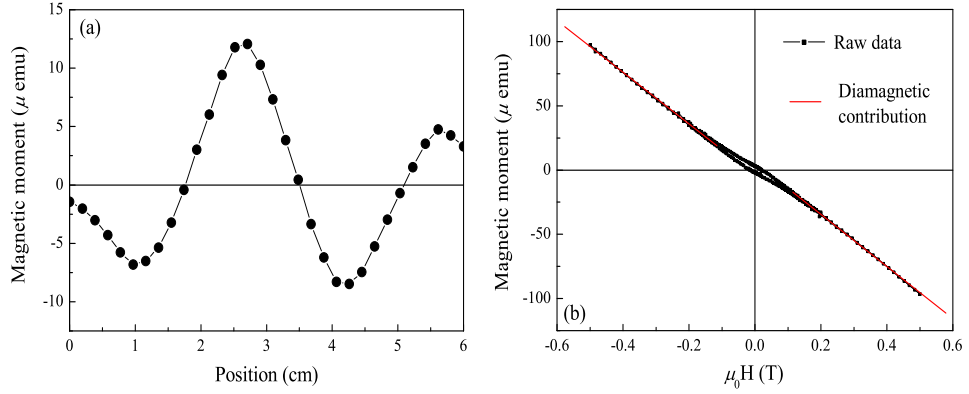 (a)
Magnetic moment (μ emu)
15
10
5
0
-5
-10
0 1 2 3 4 5 6
Position (cm)
(b)
Magnetic moment (μ emu)
100
50
0
-50
-100
-0.6 -0.4 -0.2 0.0 0.2 0.4 0.6
μ₀H (T)
Raw data
Diamagnetic
contribution